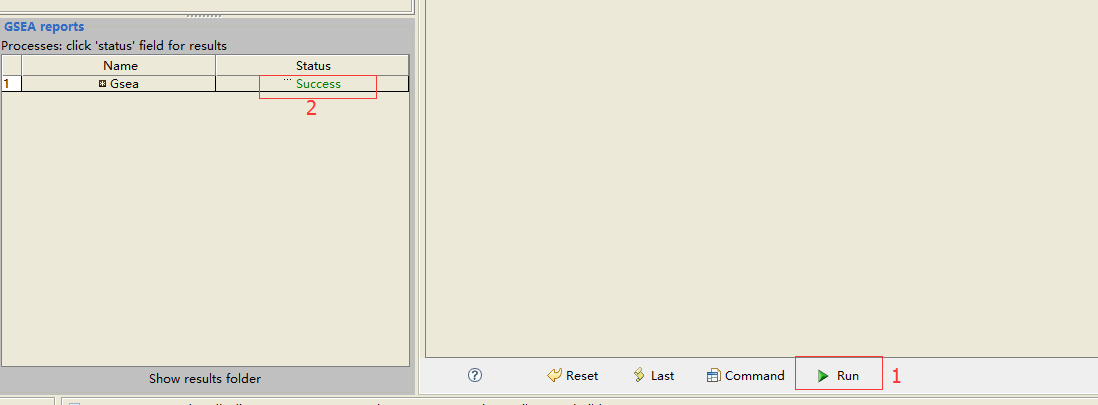 GSEA reports
Processes: click 'status' field for results
Name Status
1 Gsea Success
2
Show results folder
Reset Last Command Run 1